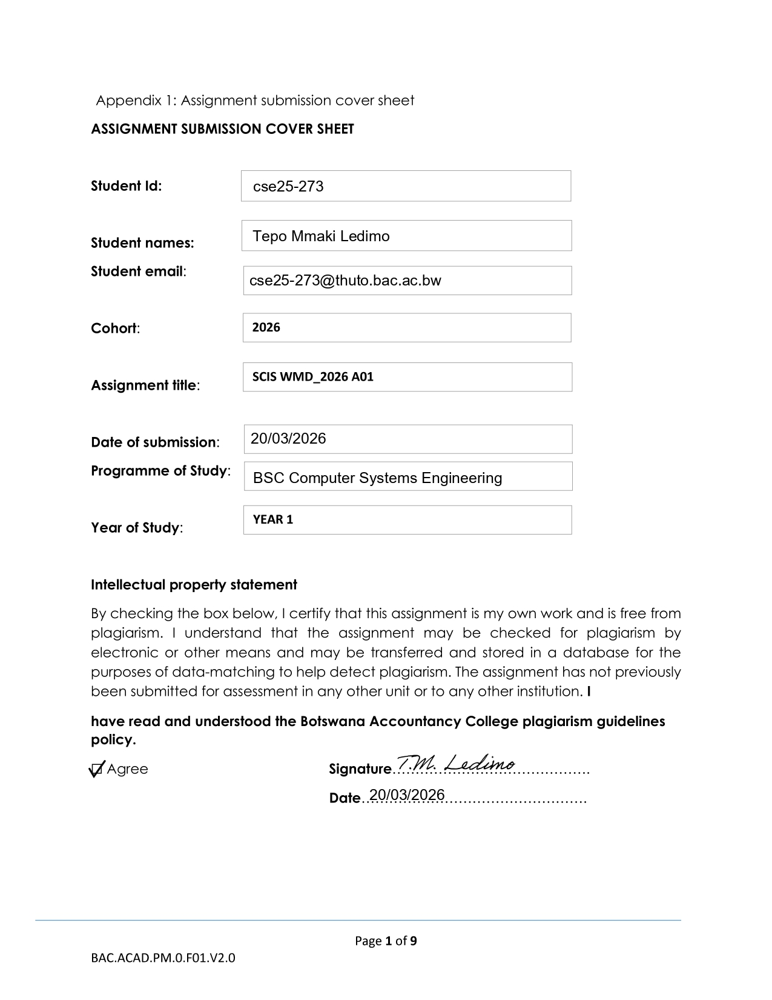 Appendix 1: Assignment submission cover sheet
ASSIGNMENT SUBMISSION COVER SHEET
Student Id: cse25-273
Student names: Tepo Mmaki Ledimo
Student email: cse25-273@thuto.bac.ac.bw
Cohort: 2026
Assignment title: SCIS WMD_2026 A01
Date of submission: 20/03/2026
Programme of Study: BSC Computer Systems Engineering
Year of Study: YEAR 1
Intellectual property statement
By checking the box below, I certify that this assignment is my own work and is free from
plagiarism. I understand that the assignment may be checked for plagiarism by
electronic or other means and may be transferred and stored in a database for the
purposes of data-matching to help detect plagiarism. The assignment has not previously
been submitted for assessment in any other unit or to any other institution. I
have read and understood the Botswana Accountancy College plagiarism guidelines
policy.
Agree Signature T.M. Ledimo
Date 20/03/2026
Page 1 of 9
BAC.ACAD.PM.0.F01.V2.0